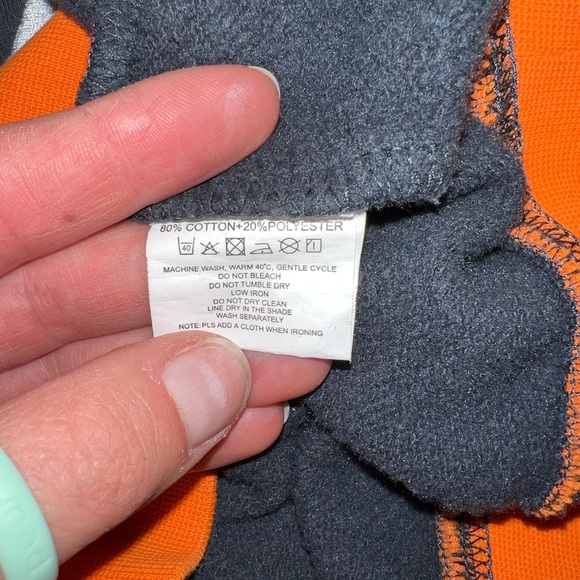 80% COTTON+20%POLYESTER
40
MACHINE WASH, WARM 40°C, GENTLE CYCLE
DO NOT BLEACH
DO NOT TUMBLE DRY
LOW IRON
DO NOT DRY CLEAN
LINE DRY IN THE SHADE
WASH SEPARATELY
NOTE: PLS ADD A CLOTH WHEN IRONING